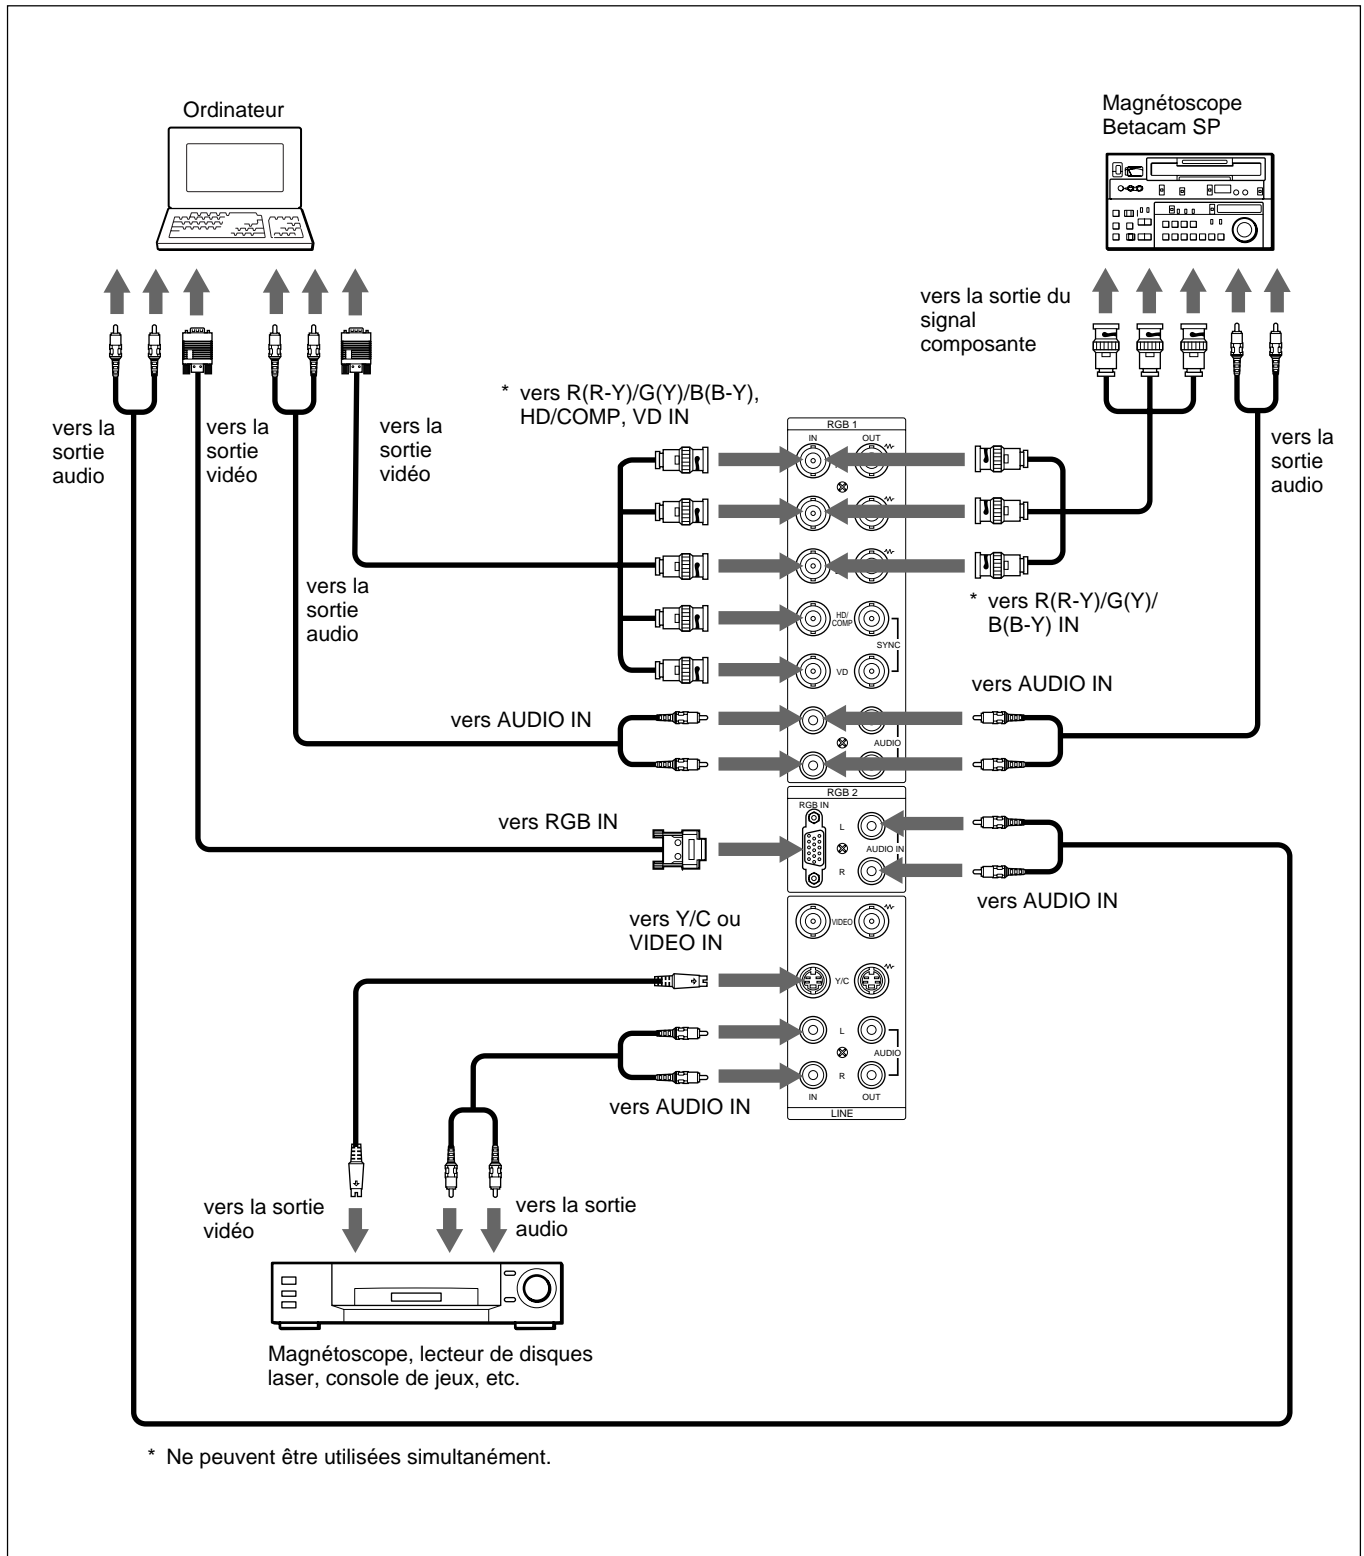 Ordinateur
Magnétoscope
Betacam SP
vers la sortie du
signal
composante
* vers R(R-Y)/G(Y)/B(B-Y),
HD/COMP, VD IN
vers la
sortie
audio
vers la
sortie
vidéo
vers la
sortie
vidéo
vers la
sortie
audio
vers la
sortie
audio
RGB 1
IN
OUT
HD/
COMP
SYNC
VD
AUDIO
* vers R(R-Y)/G(Y)/
B(B-Y) IN
vers AUDIO IN
vers AUDIO IN
RGB 2
RGB IN
L
AUDIO IN
R
vers RGB IN
vers AUDIO IN
vers Y/C ou
VIDEO IN
VIDEO
Y/C
L
AUDIO
R
IN
OUT
LINE
vers AUDIO IN
vers la sortie
vidéo
vers la sortie
audio
Magnétoscope, lecteur de disques
laser, console de jeux, etc.
* Ne peuvent être utilisées simultanément.